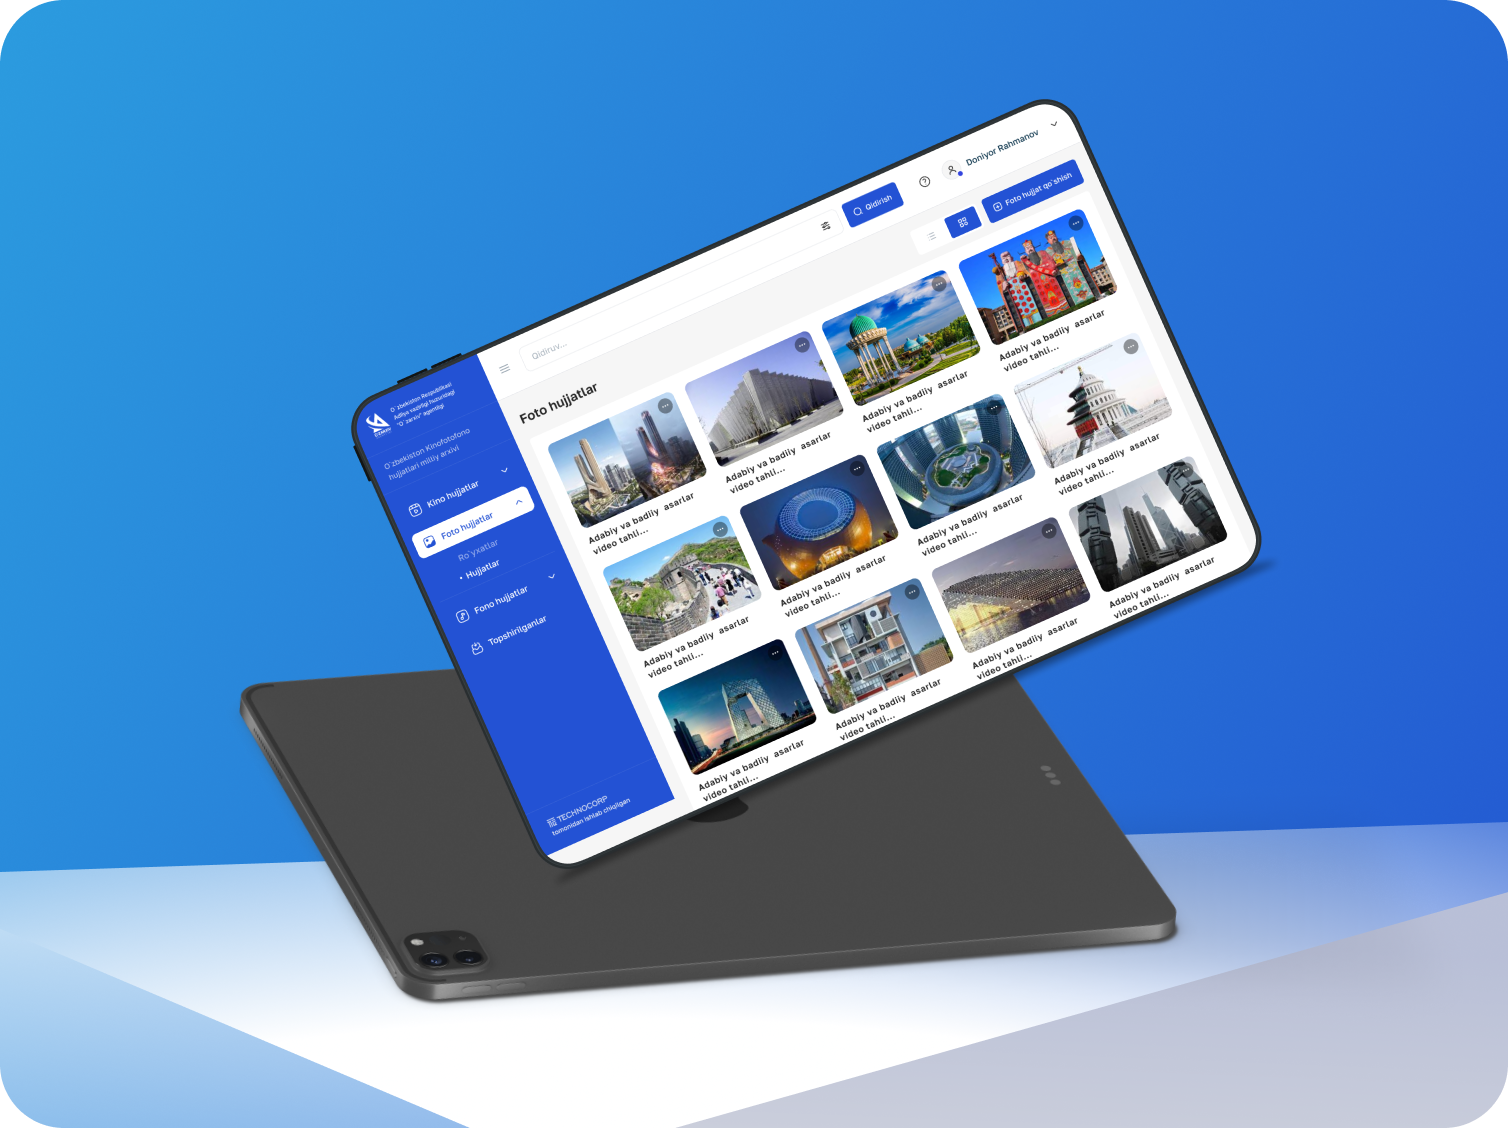 O`zbekiston Respublikasi
Adliya vazirligi huzuridagi
"O`zarxiv" agentligi
O`zbekiston Kinofotofono
hujjatlari milliy arxivi
Kino hujjatlar
Foto hujjatlar
Ro`yxatlar
Hujjatlar
Fono hujjatlar
Topshirilganlar
TECHNOCORP
tomonidan ishlab chiqilgan
Qidiruv...
Qidirish
Doniyor Rahmanov
Foto hujjatlar
Foto hujjat qo`shish
Adabiy va badiiy asarlar
video tahli...
Adabiy va badiiy asarlar
video tahli...
Adabiy va badiiy asarlar
video tahli...
Adabiy va badiiy asarlar
video tahli...
Adabiy va badiiy asarlar
video tahli...
Adabiy va badiiy asarlar
video tahli...
Adabiy va badiiy asarlar
video tahli...
Adabiy va badiiy asarlar
video tahli...
Adabiy va badiiy asarlar
video tahli...
Adabiy va badiiy asarlar
video tahli...
Adabiy va badiiy asarlar
video tahli...
Adabiy va badiiy asarlar
video tahli...